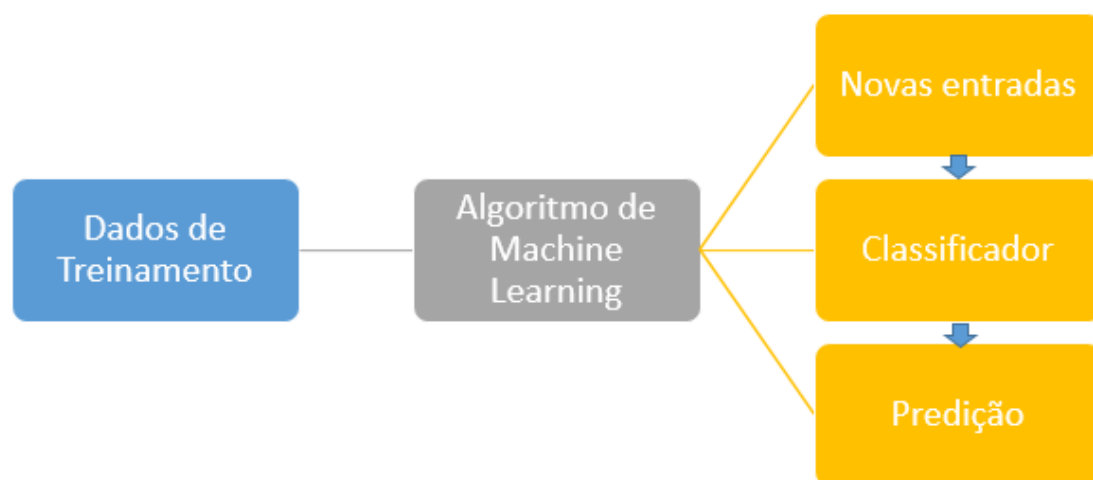 Dados de
Treinamento
Algoritmo de
Machine
Learning
Novas entradas
Classificador
Predição